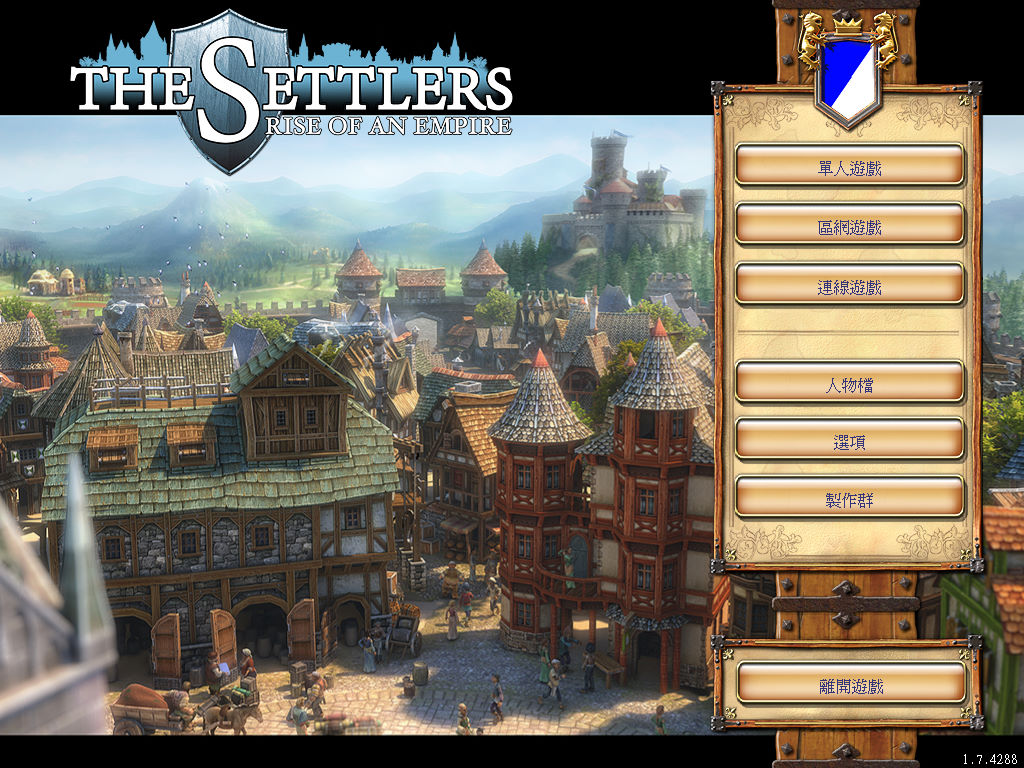 THE SETTLERS
RISE OF AN EMPIRE
單人遊戲
區網遊戲
連線遊戲
人物檔
選項
製作群
離開遊戲
1.7.4288